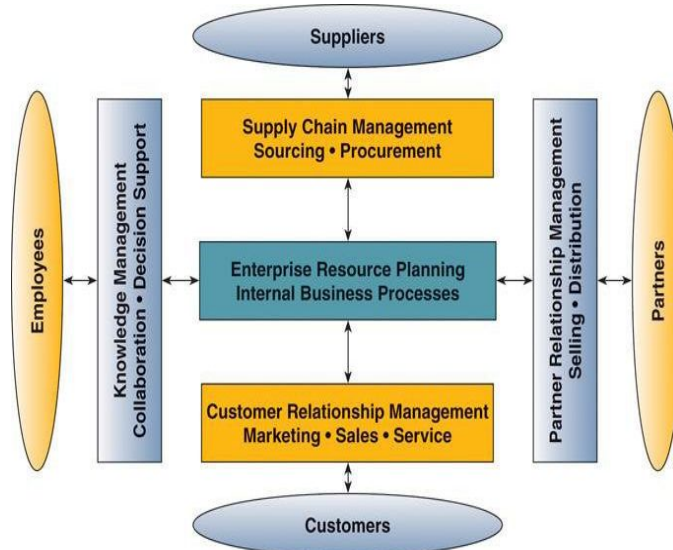 Suppliers
Supply Chain Management
Sourcing • Procurement
Employees
Knowledge Management
Collaboration • Decision Support
Enterprise Resource Planning
Internal Business Processes
Partner Relationship Management
Selling • Distribution
Partners
Customer Relationship Management
Marketing • Sales • Service
Customers